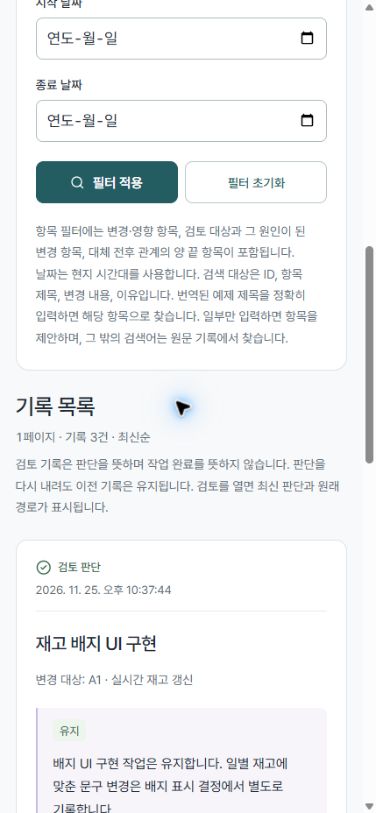 시작 날짜
연도-월-일
종료 날짜
연도-월-일
필터 적용
필터 초기화
항목 필터에는 변경·영향 항목, 검토 대상과 그 원인이 된
변경 항목, 대체 전후 관계의 양 끝 항목이 포함됩니다.
날짜는 현지 시간대를 사용합니다. 검색 대상은 ID, 항목
제목, 변경 내용, 이유입니다. 번역된 예제 제목을 정확히
입력하면 해당 항목으로 찾습니다. 일부만 입력하면 항목을
제안하며, 그 밖의 검색어는 원문 기록에서 찾습니다.
기록 목록
1페이지 · 기록 3건 · 최신순
검토 기록은 판단을 뜻하며 작업 완료를 뜻하지 않습니다. 판단을
다시 내려도 이전 기록은 유지됩니다. 검토를 열면 최신 판단과 원래
경로가 표시됩니다.
검토 판단
2026. 11. 25. 오후 10:37:44
재고 배지 UI 구현
변경 대상: A1 · 실시간 재고 갱신
유지
배지 UI 구현 작업은 유지합니다. 일별 재고에
맞춘 문구 변경은 배지 표시 결정에서 별도로
기록합니다